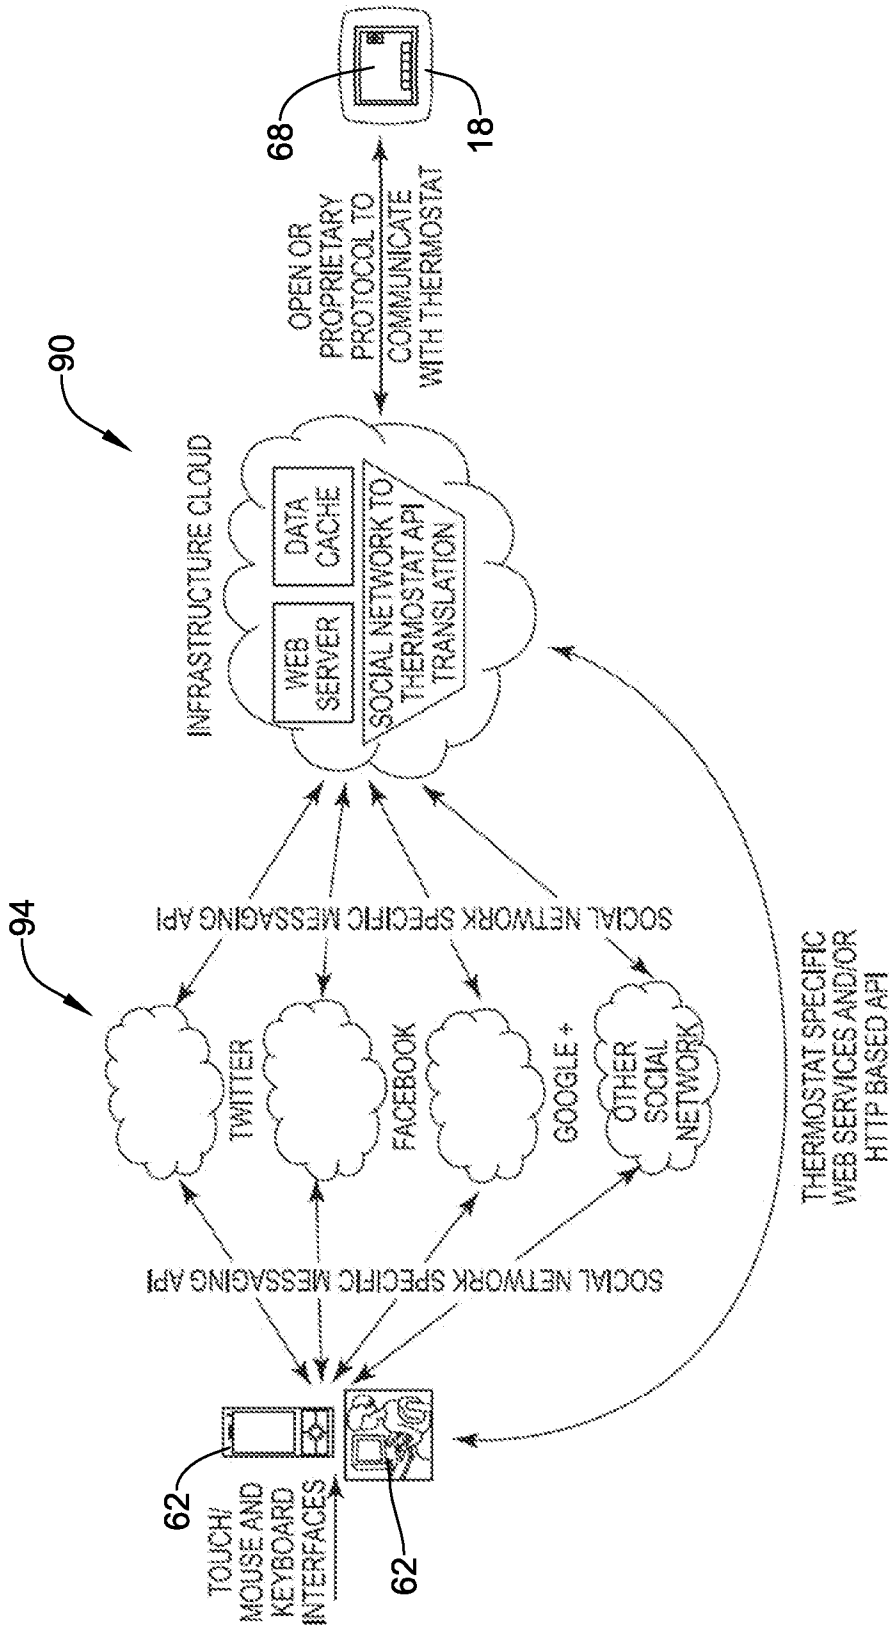 90
94
INFRASTRUCTURE CLOUD
WEB
SERVER
DATA
CACHE
SOCIAL NETWORK TO
THERMOSTAT API
TRANSLATION
OPEN OR
PROPRIETARY
PROTOCOL TO
COMMUNICATE
WITH THERMOSTAT
68
18
62
TOUCH/
MOUSE AND
KEYBOARD
INTERFACES
62
SOCIAL NETWORK SPECIFIC MESSAGING API
TWITTER
FACEBOOK
GOOGLE +
OTHER
SOCIAL
NETWORK
SOCIAL NETWORK SPECIFIC MESSAGING API
THERMOSTAT SPECIFIC
WEB SERVICES AND/OR
HTTP BASED API